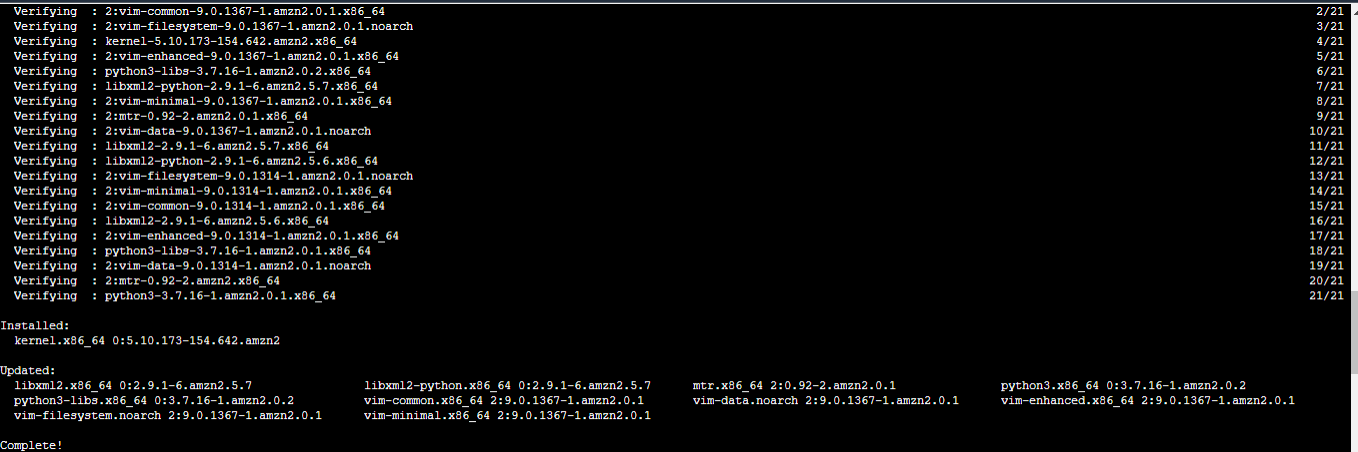 Verifying  : 2:vim-common-9.0.1367-1.amzn2.0.1.x86_64 2/21
Verifying  : 2:vim-filesystem-9.0.1367-1.amzn2.0.1.noarch 3/21
Verifying  : kernel-5.10.173-154.642.amzn2.x86_64 4/21
Verifying  : 2:vim-enhanced-9.0.1367-1.amzn2.0.1.x86_64 5/21
Verifying  : python3-libs-3.7.16-1.amzn2.0.2.x86_64 6/21
Verifying  : libxml2-python-2.9.1-6.amzn2.5.7.x86_64 7/21
Verifying  : 2:vim-minimal-9.0.1367-1.amzn2.0.1.x86_64 8/21
Verifying  : 2:mtr-0.92-2.amzn2.0.1.x86_64 9/21
Verifying  : 2:vim-data-9.0.1367-1.amzn2.0.1.noarch 10/21
Verifying  : libxml2-2.9.1-6.amzn2.5.7.x86_64 11/21
Verifying  : libxml2-python-2.9.1-6.amzn2.5.6.x86_64 12/21
Verifying  : 2:vim-filesystem-9.0.1314-1.amzn2.0.1.noarch 13/21
Verifying  : 2:vim-minimal-9.0.1314-1.amzn2.0.1.x86_64 14/21
Verifying  : 2:vim-common-9.0.1314-1.amzn2.0.1.x86_64 15/21
Verifying  : libxml2-2.9.1-6.amzn2.5.6.x86_64 16/21
Verifying  : 2:vim-enhanced-9.0.1314-1.amzn2.0.1.x86_64 17/21
Verifying  : python3-libs-3.7.16-1.amzn2.0.1.x86_64 18/21
Verifying  : 2:vim-data-9.0.1314-1.amzn2.0.1.noarch 19/21
Verifying  : 2:mtr-0.92-2.amzn2.x86_64 20/21
Verifying  : python3-3.7.16-1.amzn2.0.1.x86_64 21/21
Installed:
kernel.x86_64 0:5.10.173-154.642.amzn2
Updated:
libxml2.x86_64 0:2.9.1-6.amzn2.5.7 libxml2-python.x86_64 0:2.9.1-6.amzn2.5.7 mtr.x86_64 2:0.92-2.amzn2.0.1 python3.x86_64 0:3.7.16-1.amzn2.0.2
python3-libs.x86_64 0:3.7.16-1.amzn2.0.2 vim-common.x86_64 2:9.0.1367-1.amzn2.0.1 vim-data.noarch 2:9.0.1367-1.amzn2.0.1 vim-enhanced.x86_64 2:9.0.1367-1.amzn2.0.1
vim-filesystem.noarch 2:9.0.1367-1.amzn2.0.1 vim-minimal.x86_64 2:9.0.1367-1.amzn2.0.1
Complete!